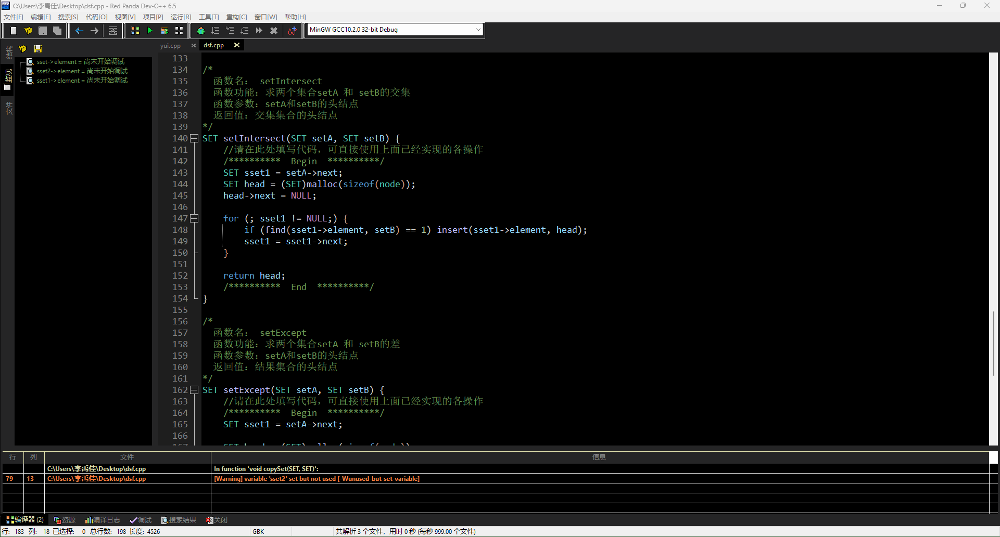 C:\Users\李禹佳\Desktop\dsf.cpp - Red Panda Dev-C++ 6.5
文件[F] 编辑[E] 搜索[S] 代码[O] 视图[V] 项目[P] 运行[R] 工具[T] 重构[C] 窗口[W] 帮助[H]
MinGW GCC10.2.0 32-bit Debug
结构
监视
文件
sset->element = 尚未开始调试
sset2->element = 尚未开始调试
sset1->element = 尚未开始调试
yui.cpp dsf.cpp
133
134 /*
135 函数名： setIntersect
136 函数功能：求两个集合setA 和 setB的交集
137 函数参数：setA和setB的头结点
138 返回值：交集集合的头结点
139 */
140 SET setIntersect(SET setA, SET setB) {
141 //请在此处填写代码，可直接使用上面已经实现的各操作
142 /********** Begin **********/
143 SET sset1 = setA->next;
144 SET head = (SET)malloc(sizeof(node));
145 head->next = NULL;
146
147 for (; sset1 != NULL;) {
148 if (find(sset1->element, setB) == 1) insert(sset1->element, head);
149 sset1 = sset1->next;
150 }
151
152 return head;
153 /********** End **********/
154 }
155
156 /*
157 函数名： setExcept
158 函数功能：求两个集合setA 和 setB的差
159 函数参数：setA和setB的头结点
160 返回值：结果集合的头结点
161 */
162 SET setExcept(SET setA, SET setB) {
163 //请在此处填写代码，可直接使用上面已经实现的各操作
164 /********** Begin **********/
165 SET sset1 = setA->next;
166
行 列 文件 信息
C:\Users\李禹佳\Desktop\dsf.cpp In function 'void copySet(SET, SET)':
79 13 C:\Users\李禹佳\Desktop\dsf.cpp [Warning] variable 'sset2' set but not used [-Wunused-but-set-variable]
编译器 (2) 资源 编译日志 调试 搜索结果 关闭
行: 183 列: 18 已选择: 0 总行数: 198 长度: 4526 GBK 共解析 3 个文件，用时 0 秒 (每秒 999.00 个文件)